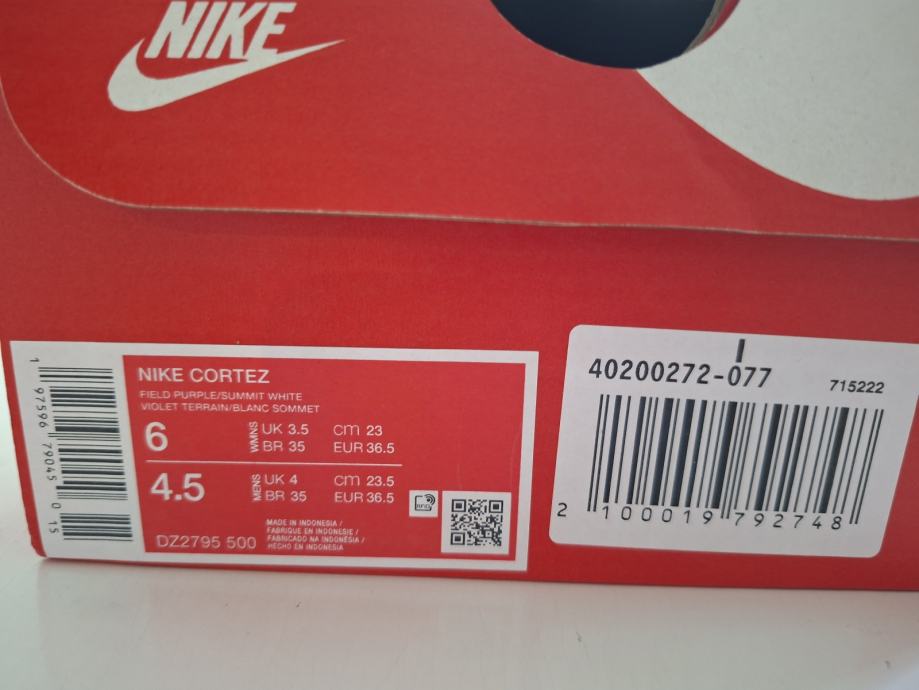 NIKE
1 97596 79045 0 15
NIKE CORTEZ
FIELD PURPLE/SUMMIT WHITE
VIOLET TERRAIN/BLANC SOMMET
6 WMNS UK 3.5 cm 23
BR 35 EUR 36.5
4.5 MENS UK 4 cm 23.5
BR 35 EUR 36.5
MADE IN INDONESIA /
FABRIQUE EN INDONESIE /
FABRICADO NA INDONÉSIA /
HECHO EN INDONESIA
DZ2795 500
RFID
40200272-077
715222
2 100019 792748